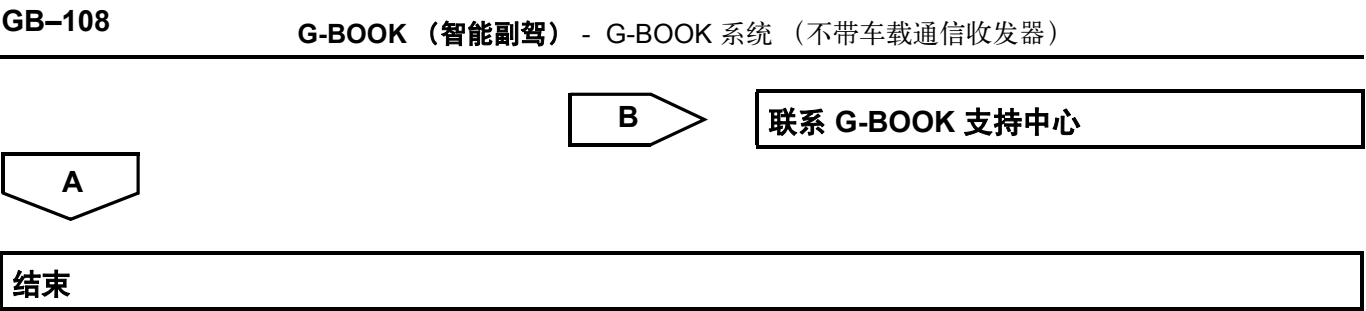 GB–108
G-BOOK （智能副驾） - G-BOOK 系统 （不带车载通信收发器）
B
联系 G-BOOK 支持中心
A
结束